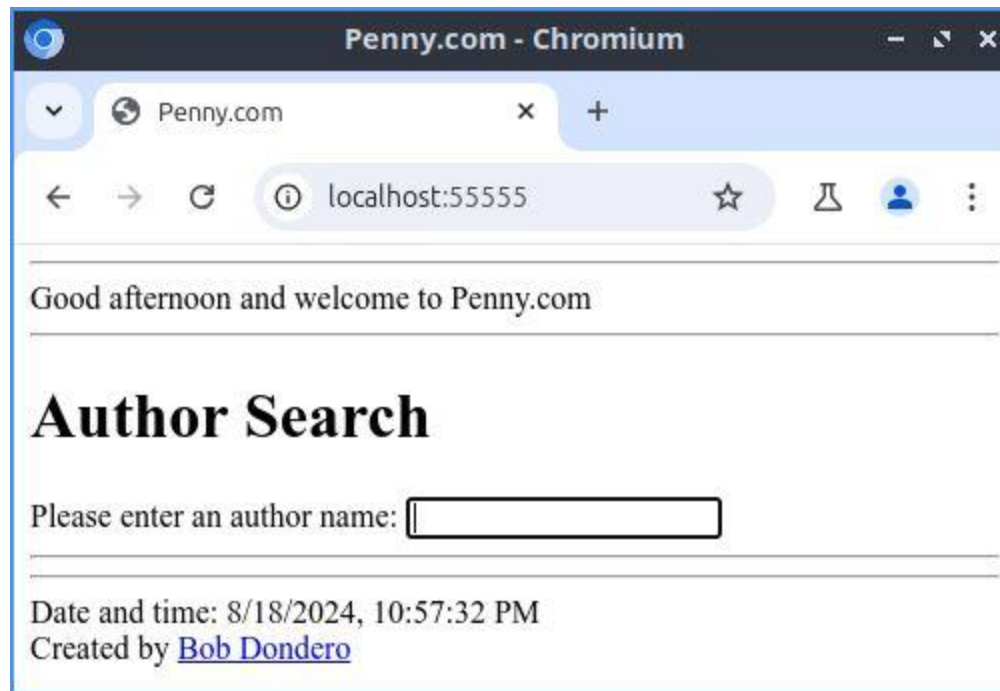 Penny.com - Chromium
Penny.com
localhost:55555
Good afternoon and welcome to Penny.com
Author Search
Please enter an author name:
Date and time: 8/18/2024, 10:57:32 PM
Created by Bob Dondero